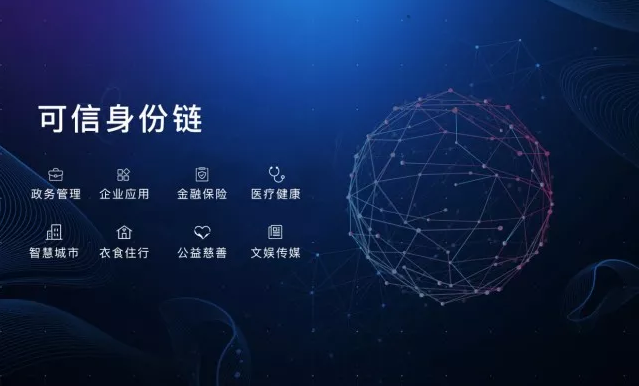 可信身份链
政务管理 企业应用 金融保险 医疗健康
智慧城市 衣食住行 公益慈善 文娱传媒